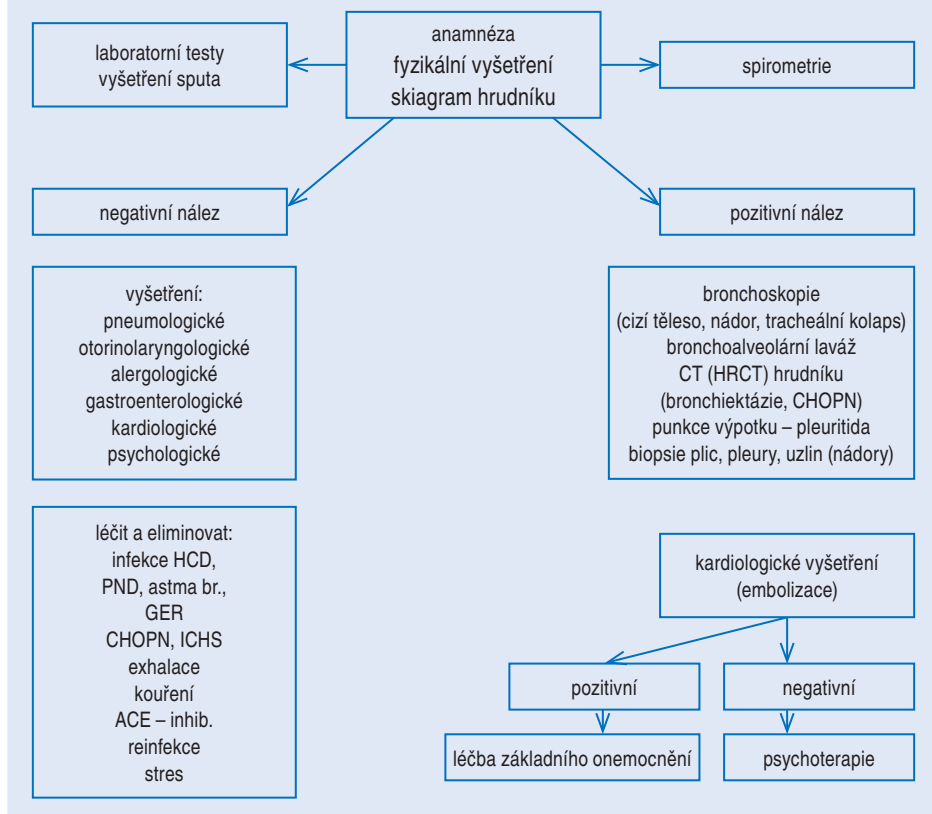 laboratorní testy
vyšetření sputa
anamnéza
fyzikální vyšetření
skiagram hrudníku
spirometrie
negativní nález
pozitivní nález
vyšetření:
pneumologické
otorinolaryngologické
alergologické
gastroenterologické
kardiologické
psychologické
bronchoskopie
(cizí těleso, nádor, tracheální kolaps)
bronchoalveolární laváž
CT (HRCT) hrudníku
(bronchiektázie, CHOPN)
punkce výpotku – pleuritida
biopsie plic, pleury, uzlin (nádory)
léčit a eliminovat:
infekce HCD,
PND, astma br.,
GER
CHOPN, ICHS
exhalace
kouření
ACE – inhib.
reinfekce
stres
kardiologické vyšetření
(embolizace)
pozitivní
negativní
léčba základního onemocnění
psychoterapie